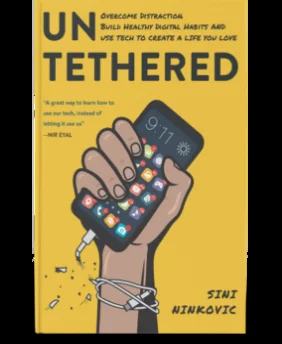 UN
OVERCOME DISTRACTION
BUILD HEALTHY DIGITAL HABITS AND
USE TECH TO CREATE A LIFE YOU LOVE
TETHERED
"A great way to learn how to
use our tech, instead of
letting it use us"
—NIR EYAL
9:11
SINI
NINKOVIC